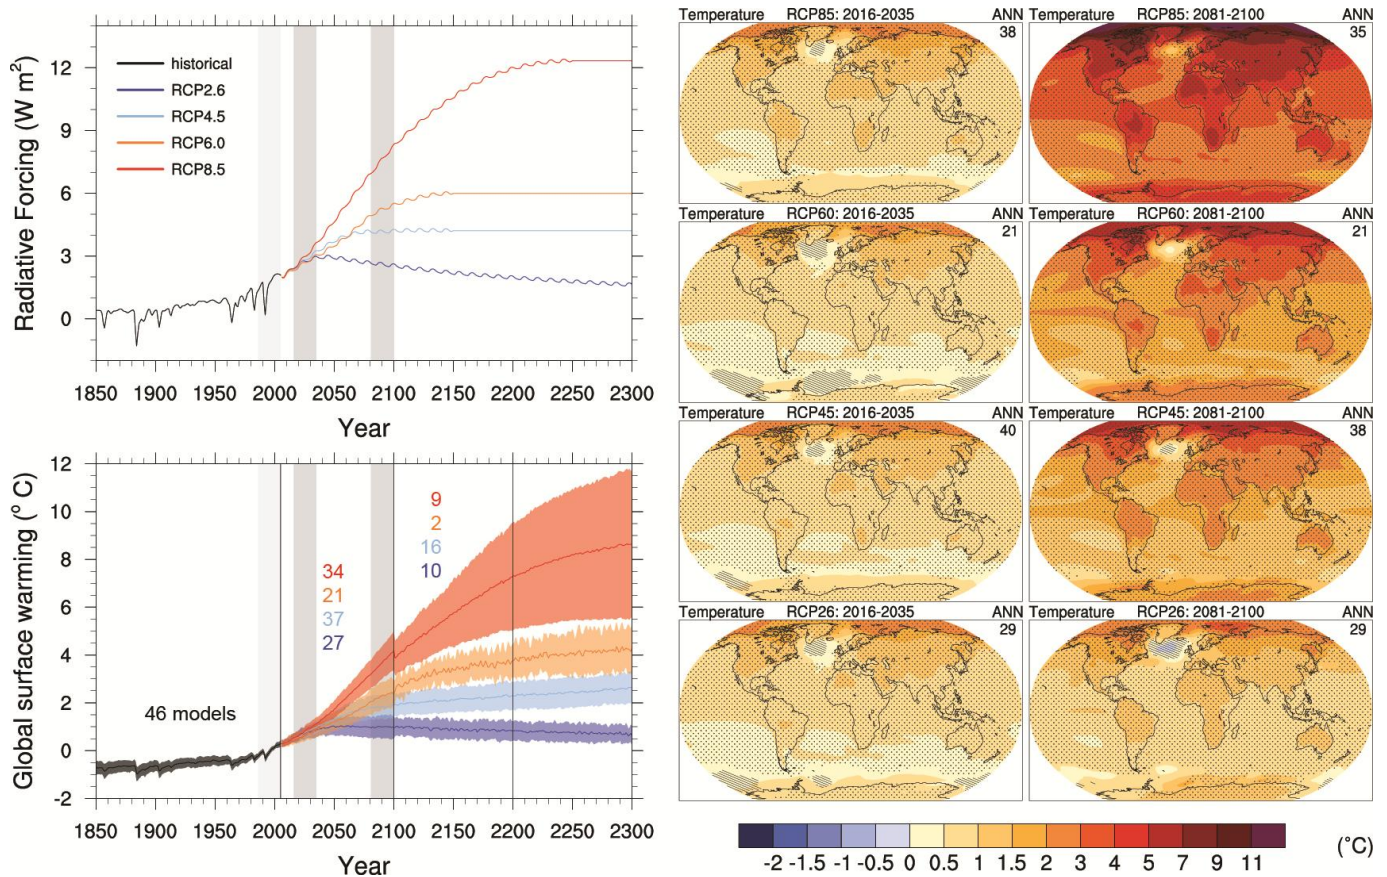 Radiative Forcing (W m²)
12
9
6
3
0
historical
RCP2.6
RCP4.5
RCP6.0
RCP8.5
1850 1900 1950 2000 2050 2100 2150 2200 2250 2300
Year
Global surface warming (° C)
12
10
8
6
4
2
0
-2
46 models
34
21
37
27
9
2
16
10
1850 1900 1950 2000 2050 2100 2150 2200 2250 2300
Year
Temperature RCP85: 2016-2035 ANN
38
Temperature RCP85: 2081-2100 ANN
35
Temperature RCP60: 2016-2035 ANN
21
Temperature RCP60: 2081-2100 ANN
21
Temperature RCP45: 2016-2035 ANN
40
Temperature RCP45: 2081-2100 ANN
38
Temperature RCP26: 2016-2035 ANN
29
Temperature RCP26: 2081-2100 ANN
29
-2 -1.5 -1 -0.5 0 0.5 1 1.5 2 3 4 5 7 9 11 (°C)